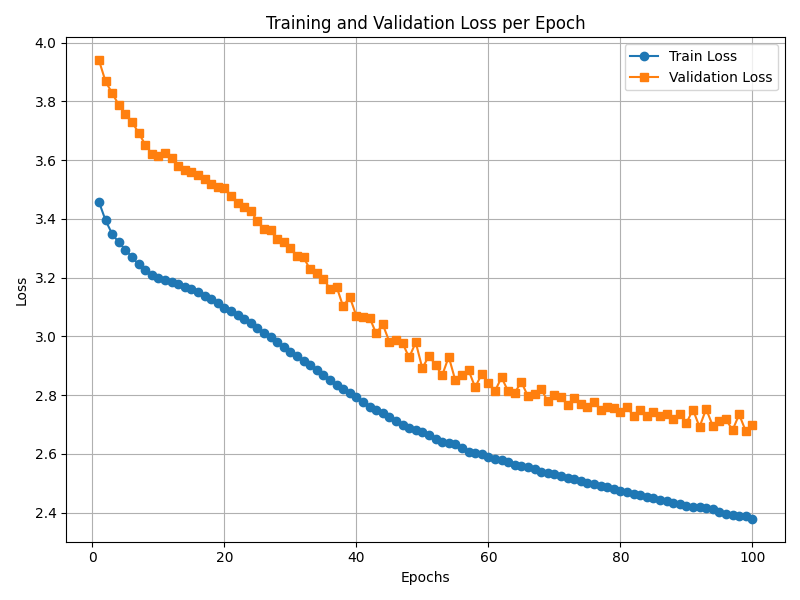 Training and Validation Loss per Epoch
Train Loss
Validation Loss
4.0
3.8
3.6
3.4
3.2
3.0
2.8
2.6
2.4
Loss
0 20 40 60 80 100
Epochs